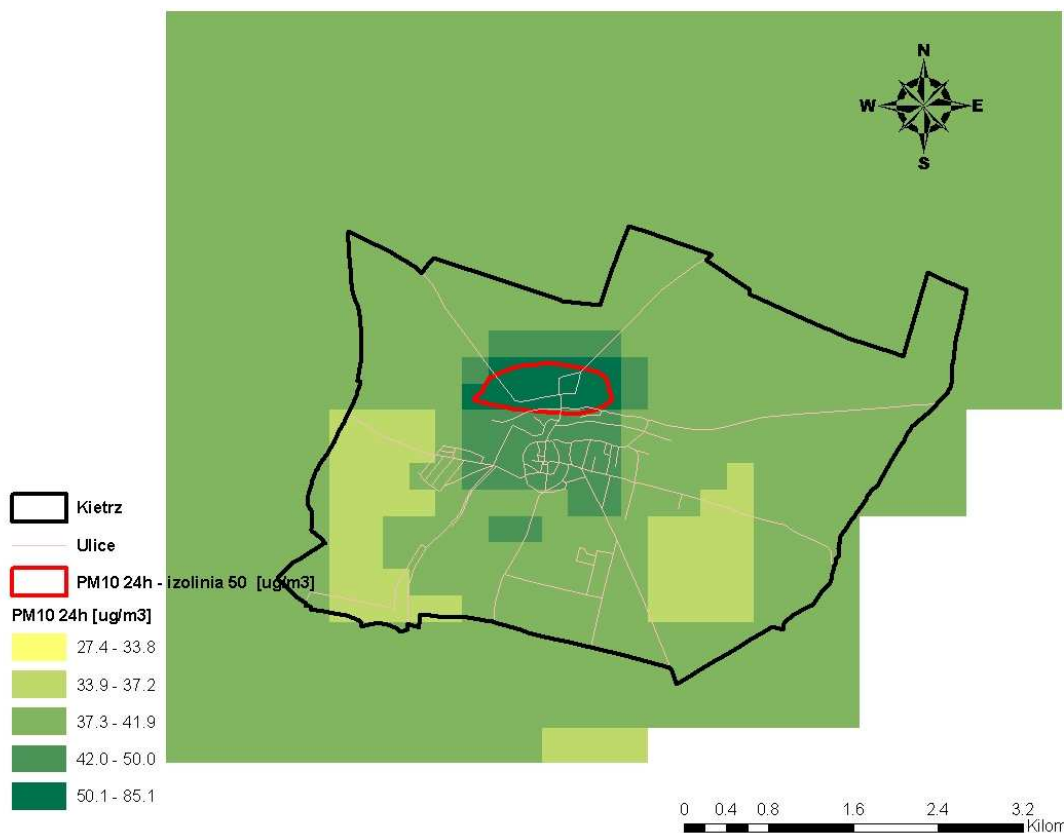 N
W E
S
Kietrz
Ulice
PM10 24h - izolinia 50 [ug/m3]
PM10 24h [ug/m3]
27.4 - 33.8
33.9 - 37.2
37.3 - 41.9
42.0 - 50.0
50.1 - 85.1
0 0.4 0.8 1.6 2.4 3.2
Kilom